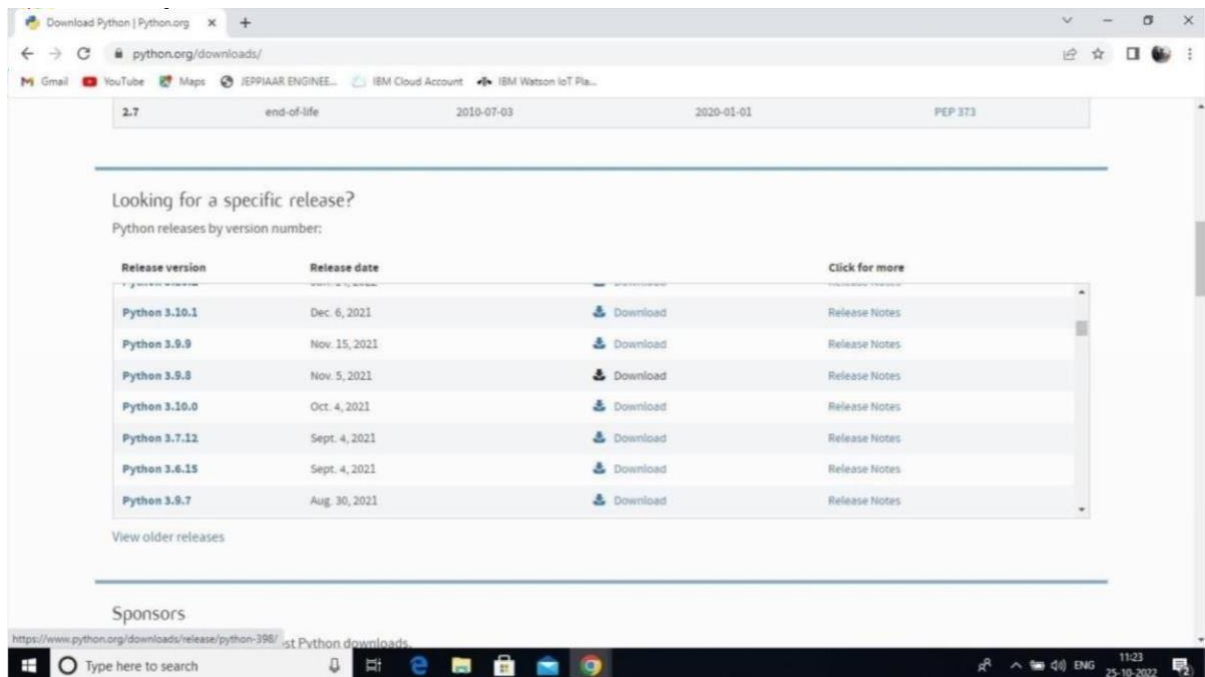 Download Python | Python.org
python.org/downloads/
Gmail YouTube Maps JEPPIAAR ENGINEE... IBM Cloud Account IBM Watson IoT Pla...
2.7 end-of-life 2010-07-03 2020-01-01 PEP 373
Looking for a specific release?
Python releases by version number:
Release version Release date Click for more
Python 3.10.1 Dec. 6, 2021 Download Release Notes
Python 3.9.9 Nov. 15, 2021 Download Release Notes
Python 3.9.8 Nov. 5, 2021 Download Release Notes
Python 3.10.0 Oct. 4, 2021 Download Release Notes
Python 3.7.12 Sept. 4, 2021 Download Release Notes
Python 3.6.15 Sept. 4, 2021 Download Release Notes
Python 3.9.7 Aug. 30, 2021 Download Release Notes
View older releases
Sponsors
https://www.python.org/downloads/release/python-398/ st Python downloads.
Type here to search ENG 11:23
25-10-2022 2